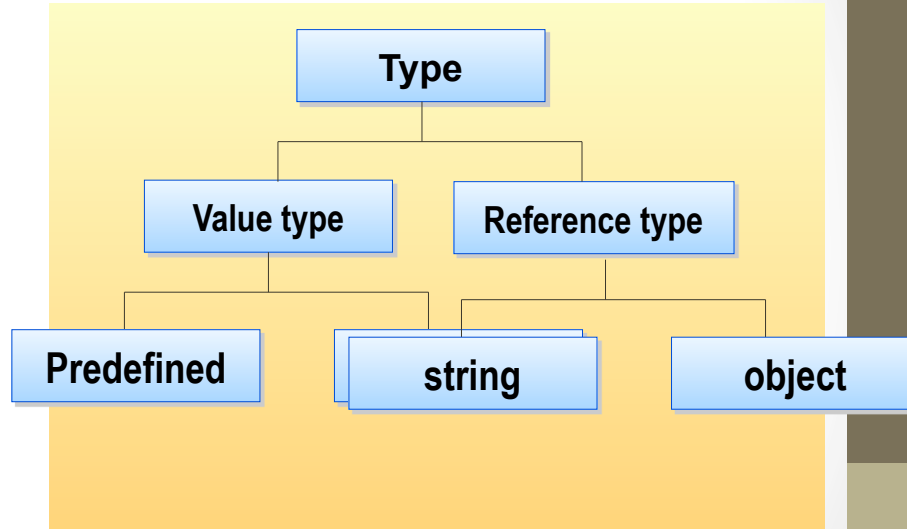 Type
Value type
Reference type
Predefined
string
object